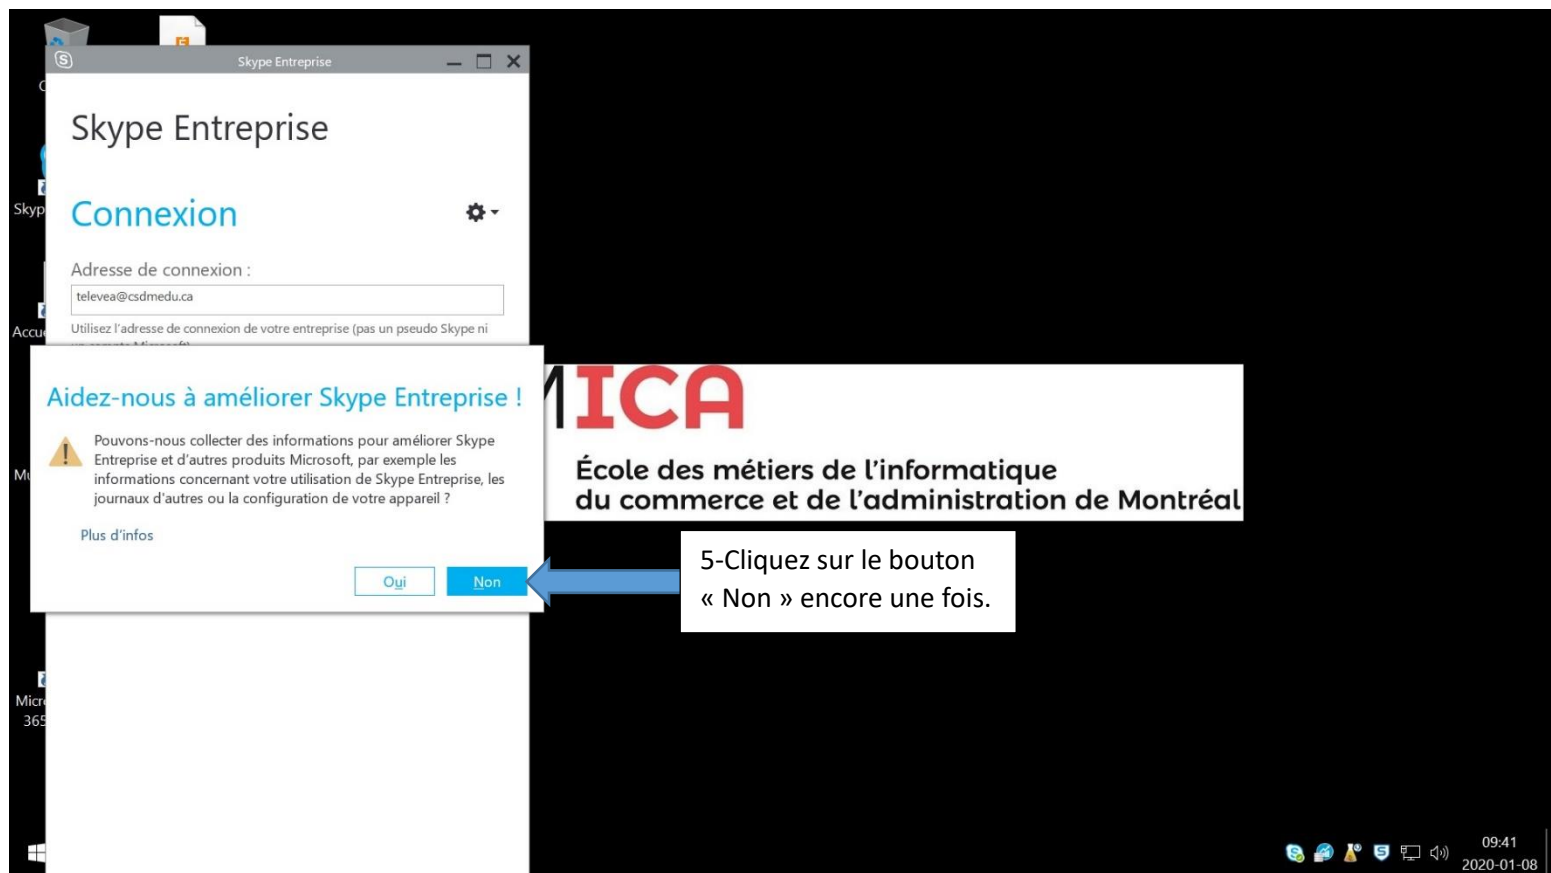 Skype Entreprise
Skype Entreprise
Connexion
Adresse de connexion :
televea@csdmedu.ca
Utilisez l'adresse de connexion de votre entreprise (pas un pseudo Skype ni
Aidez-nous à améliorer Skype Entreprise !
Pouvons-nous collecter des informations pour améliorer Skype
Entreprise et d'autres produits Microsoft, par exemple les
informations concernant votre utilisation de Skype Entreprise, les
journaux d'autres ou la configuration de votre appareil ?
Plus d'infos
Oui
Non
ICA
École des métiers de l'informatique
du commerce et de l'administration de Montréal
5-Cliquez sur le bouton
« Non » encore une fois.
Skyp
Accu
Micr
365
09:41
2020-01-08